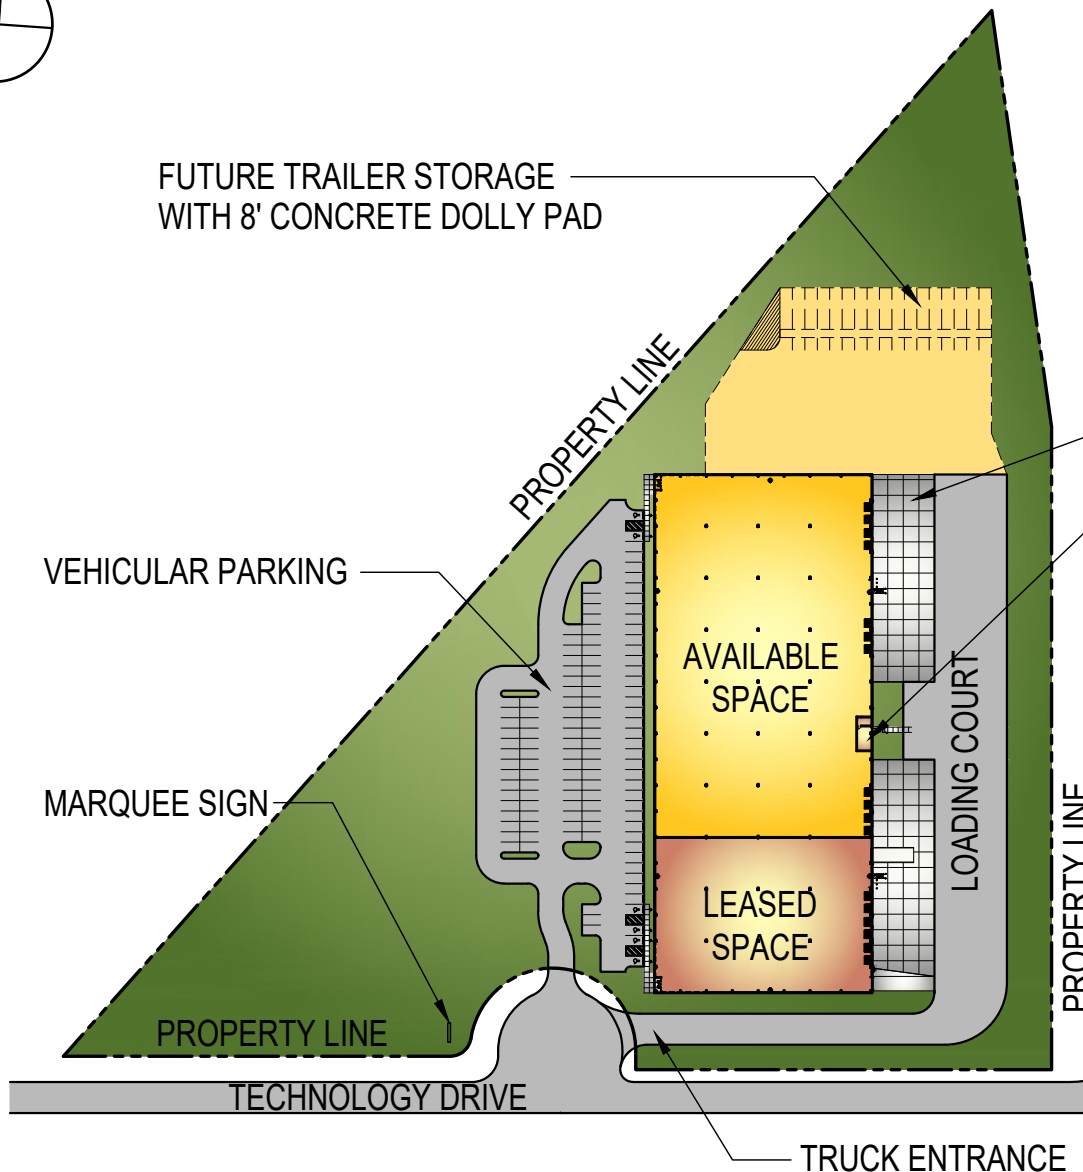 FUTURE TRAILER STORAGE
WITH 8' CONCRETE DOLLY PAD
PROPERTY LINE
VEHICULAR PARKING
AVAILABLE
SPACE
LOADING COURT
MARQUEE SIGN
PROPERTY LINE
LEASED
SPACE
PROPERTY LINE
TECHNOLOGY DRIVE
TRUCK ENTRANCE